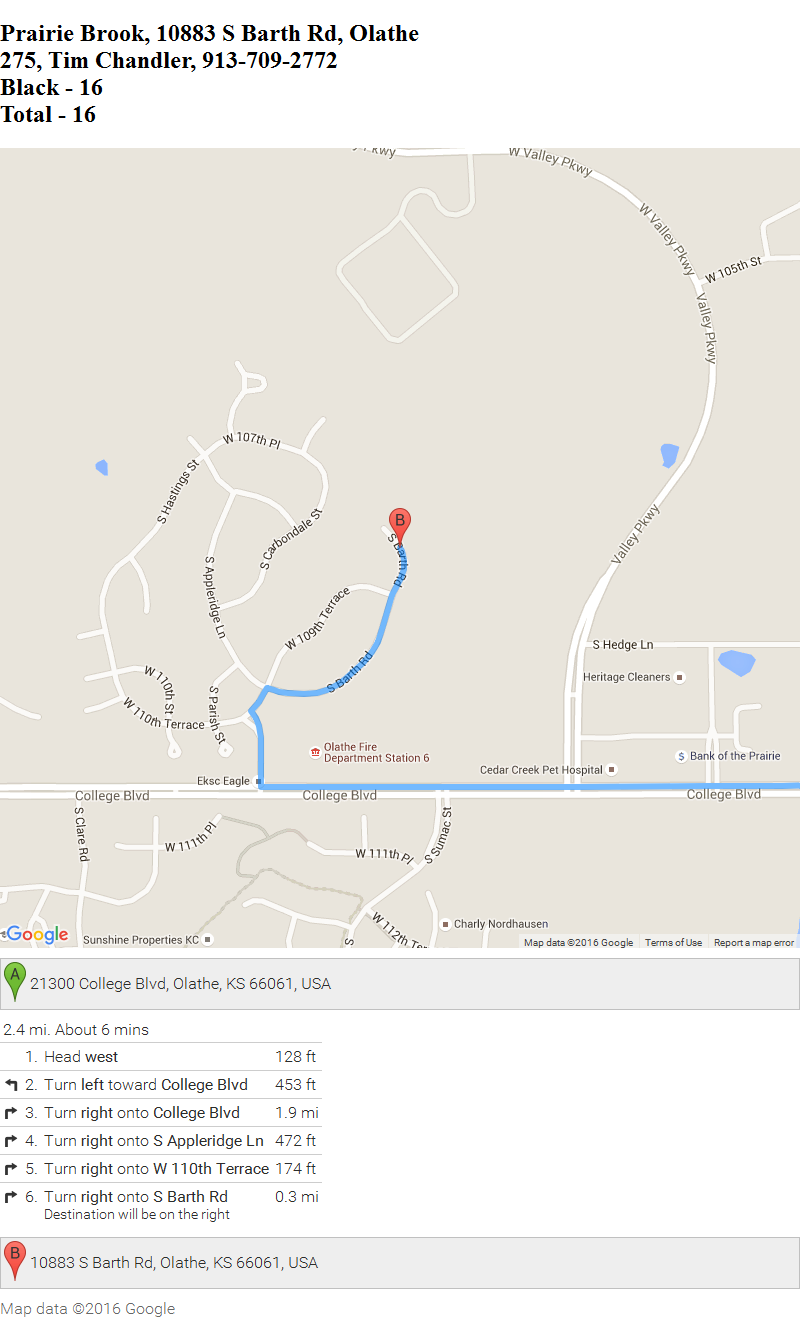 Prairie Brook, 10883 S Barth Rd, Olathe
275, Tim Chandler, 913-709-2772
Black - 16
Total - 16
W Valley Pkwy
W Valley Pkwy
W 105th St
Valley Pkwy
W 107th Pl
S Hastings St
S Carbondale St
B
S Barth Rd
Valley Pkwy
S Appleridge Ln
W 109th Terrace
S Hedge Ln
S Barth Rd
Heritage Cleaners
W 110th St
S Parish St
W 110th Terrace
Olathe Fire
Department Station 6
$ Bank of the Prairie
Cedar Creek Pet Hospital
Eksc Eagle
College Blvd
College Blvd
College Blvd
S Clare Rd
W 111th Pl
W 111th Pl
S Sumac St
W 112th Ter
Charly Nordhausen
Google
Sunshine Properties KC
Map data ©2016 Google
Terms of Use
Report a map error
A
21300 College Blvd, Olathe, KS 66061, USA
2.4 mi. About 6 mins
1. Head west 128 ft
2. Turn left toward College Blvd 453 ft
3. Turn right onto College Blvd 1.9 mi
4. Turn right onto S Appleridge Ln 472 ft
5. Turn right onto W 110th Terrace 174 ft
6. Turn right onto S Barth Rd 0.3 mi
Destination will be on the right
B
10883 S Barth Rd, Olathe, KS 66061, USA
Map data ©2016 Google